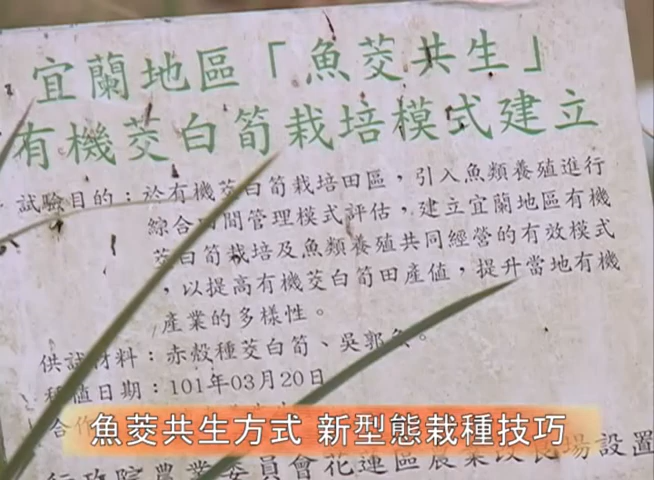 宜蘭地區「魚茭共生」
有機茭白筍栽培模式建立
試驗目的：於有機茭白筍栽培田區，引入魚類養殖進行
綜合田間管理模式評估，建立宜蘭地區有機
茭白筍栽培及魚類養殖共同經營的有效模式
，以提高有機茭白筍田產值，提升當地有機
產業的多樣性。
供試材料：赤殼種茭白筍、吳郭魚。
種植日期：101年03月20日
合作
魚茭共生方式 新型態栽種技巧
行政院農業委員會花蓮區農業改良場設置